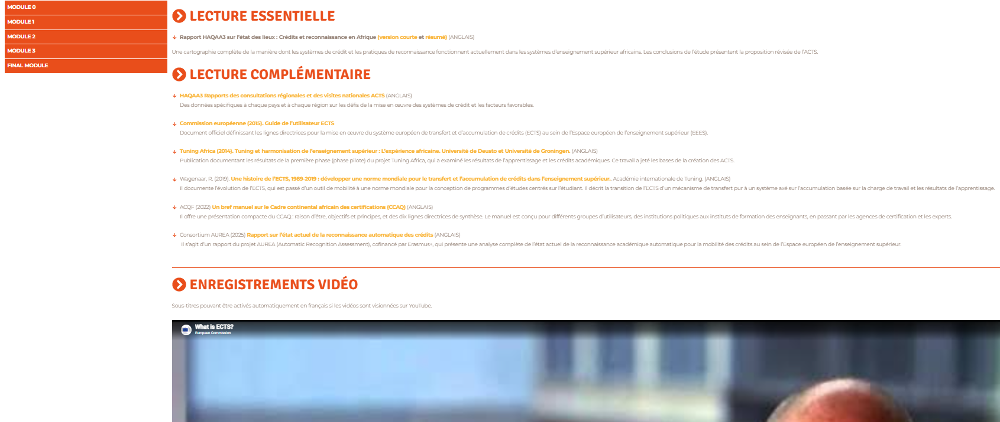 MODULE 0
MODULE 1
MODULE 2
MODULE 3
FINAL MODULE
LECTURE ESSENTIELLE
Rapport HAQAA3 sur l'état des lieux : Crédits et reconnaissance en Afrique (version courte et résumé) (ANGLAIS)
Une cartographie complète de la manière dont les systèmes de crédit et les pratiques de reconnaissance fonctionnent actuellement dans les systèmes d'enseignement supérieur africains. Les conclusions de l'étude présentent la proposition révisée de l'ACTS.
LECTURE COMPLÉMENTAIRE
HAQAA3 Rapports des consultations régionales et des visites nationales ACTS (ANGLAIS)
Des données spécifiques à chaque pays et à chaque région sur les défis de la mise en œuvre des systèmes de crédit et les facteurs favorables.
Commission européenne (2015). Guide de l'utilisateur ECTS
Document officiel définissant les lignes directrices pour la mise en œuvre du système européen de transfert et d'accumulation de crédits (ECTS) au sein de l'Espace européen de l'enseignement supérieur (EEES).
Tuning Africa (2014). Tuning et harmonisation de l'enseignement supérieur : L'expérience africaine. Université de Deusto et Université de Groningen. (ANGLAIS)
Publication documentant les résultats de la première phase (phase pilote) du projet Tuning Africa, qui a examiné les résultats de l'apprentissage et les crédits académiques. Ce travail a jeté les bases de la création des ACTS.
Wagenaar, R. (2019). Une histoire de l'ECTS, 1989-2019 : développer une norme mondiale pour le transfert et l'accumulation de crédits dans l'enseignement supérieur.. Académie internationale de Tuning. (ANGLAIS)
Il documente l'évolution de l'ECTS, qui est passé d'un outil de mobilité à une norme mondiale pour la conception de programmes d'études centrés sur l'étudiant. Il décrit la transition de l'ECTS d'un mécanisme de transfert pur à un système axé sur l'accumulation basée sur la charge de travail et les résultats de l'apprentissage.
ACQF (2022) Un bref manuel sur le Cadre continental africain des certifications (CCAQ) (ANGLAIS)
Il offre une présentation compacte du CCAQ : raison d'être, objectifs et principes, et des dix lignes directrices de synthèse. Le manuel est conçu pour différents groupes d'utilisateurs, des institutions politiques aux instituts de formation des enseignants, en passant par les agences de certification et les experts.
Consortium AUREA (2025) Rapport sur l'état actuel de la reconnaissance automatique des crédits (ANGLAIS)
Il s'agit d'un rapport du projet AUREA (Automatic Recognition Assessment), cofinancé par Erasmus+, qui présente une analyse complète de l'état actuel de la reconnaissance académique automatique pour la mobilité des crédits au sein de l'Espace européen de l'enseignement supérieur.
ENREGISTREMENTS VIDÉO
Sous-titres pouvant être activés automatiquement en français si les vidéos sont visionnées sur YouTube.
What is ECTS?
European Commission